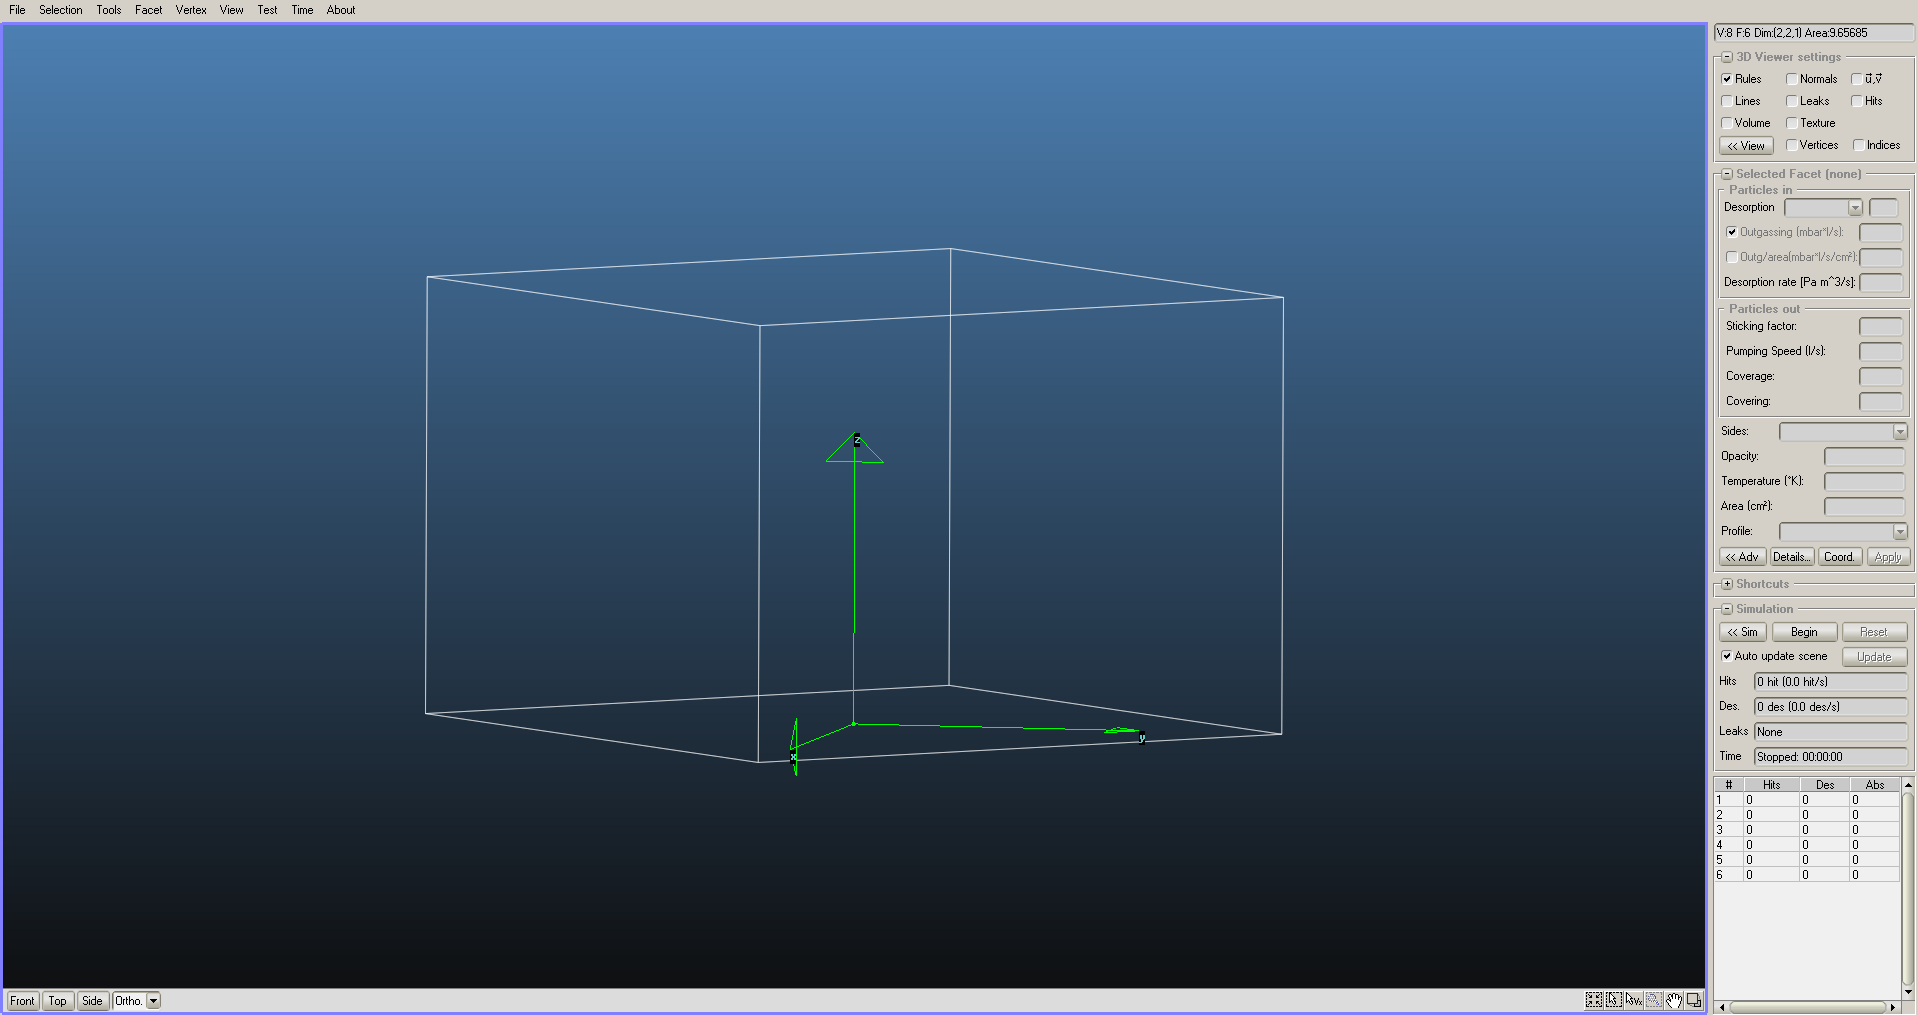 File Selection Tools Facet Vertex View Test Time About
V:8 F:6 Dim:(2,2,1) Area:9.65685
3D Viewer settings
Rules Normals u,v
Lines Leaks Hits
Volume Texture
<< View Vertices Indices
Selected Facet (none)
Particles in
Desorption
Outgassing (mbar*l/s):
Outg/area(mbar*l/s/cm²):
Desorption rate [Pa m^3/s]:
Particles out
Sticking factor:
Pumping Speed (l/s):
Coverage:
Covering:
Sides:
Opacity:
Temperature (°K):
Area (cm²):
Profile:
<< Adv Details... Coord. Apply
Shortcuts
Simulation
<< Sim Begin Reset
Auto update scene Update
Hits 0 hit (0.0 hit/s)
Des. 0 des (0.0 des/s)
Leaks None
Time Stopped: 00:00:00
# Hits Des Abs
1 0 0 0
2 0 0 0
3 0 0 0
4 0 0 0
5 0 0 0
6 0 0 0
z
y
x
Front Top Side Ortho.
Vx